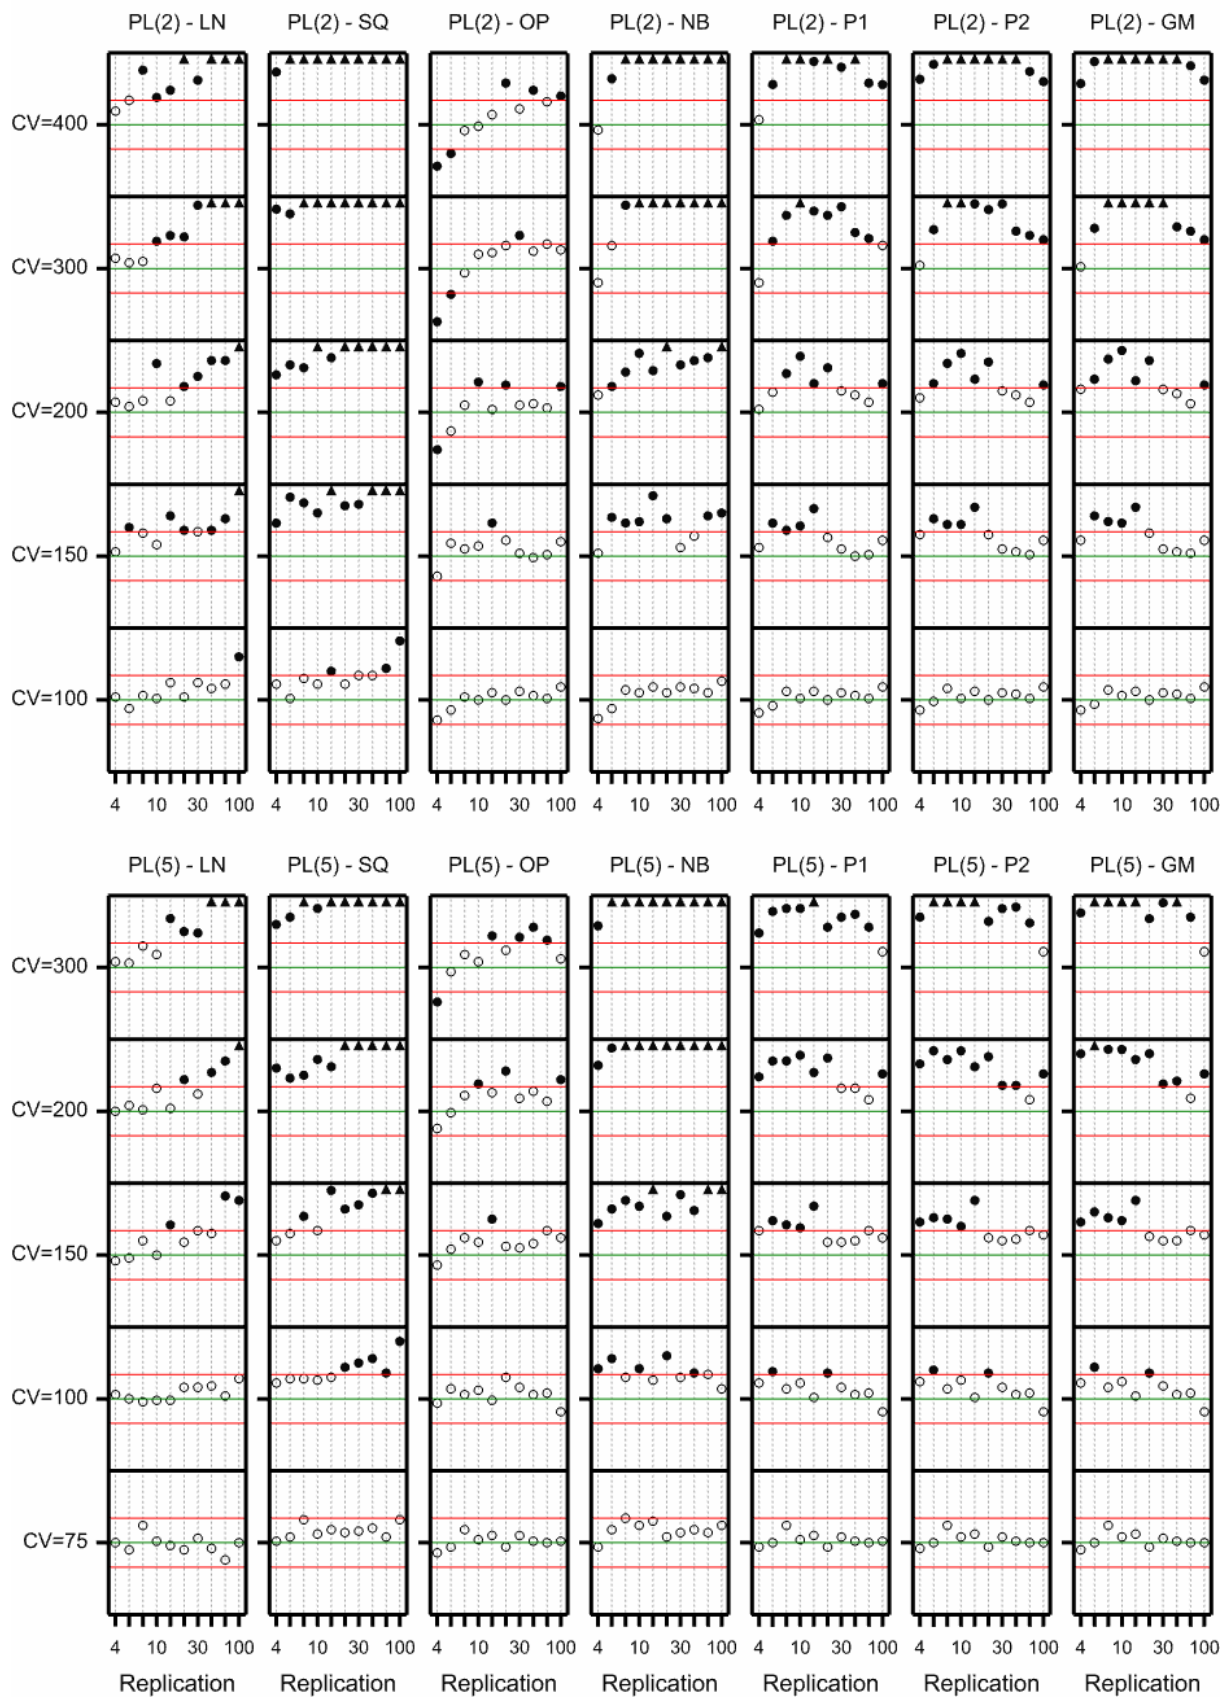 PL(2) - LN PL(2) - SQ PL(2) - OP PL(2) - NB PL(2) - P1 PL(2) - P2 PL(2) - GM
CV=400
CV=300
CV=200
CV=150
CV=100
4 10 30 100 4 10 30 100 4 10 30 100 4 10 30 100 4 10 30 100 4 10 30 100 4 10 30 100
PL(5) - LN PL(5) - SQ PL(5) - OP PL(5) - NB PL(5) - P1 PL(5) - P2 PL(5) - GM
CV=300
CV=200
CV=150
CV=100
CV=75
4 10 30 100 4 10 30 100 4 10 30 100 4 10 30 100 4 10 30 100 4 10 30 100 4 10 30 100
Replication Replication Replication Replication Replication Replication Replication